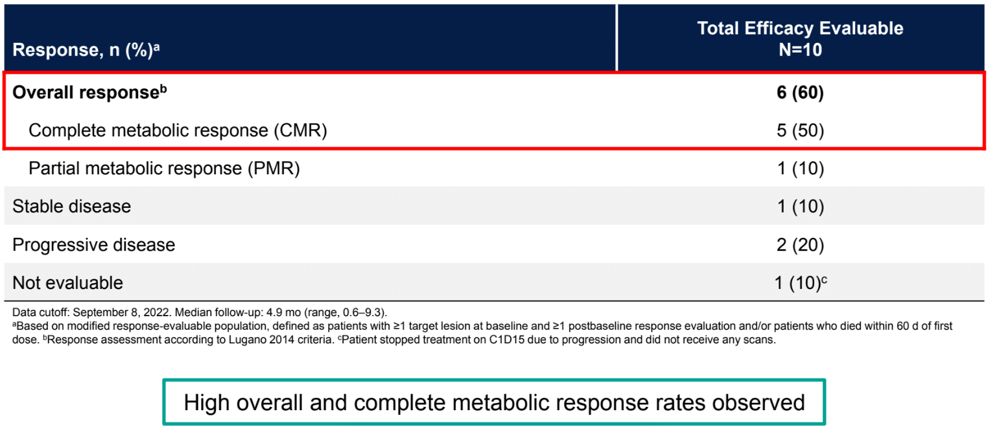 Response, n (%)ᵃ
Total Efficacy Evaluable
N=10
Overall responseᵇ 6 (60)
Complete metabolic response (CMR) 5 (50)
Partial metabolic response (PMR) 1 (10)
Stable disease 1 (10)
Progressive disease 2 (20)
Not evaluable 1 (10)ᶜ
Data cutoff: September 8, 2022. Median follow-up: 4.9 mo (range, 0.6–9.3).
ᵃBased on modified response-evaluable population, defined as patients with ≥1 target lesion at baseline and ≥1 postbaseline response evaluation and/or patients who died within 60 d of first
dose. ᵇResponse assessment according to Lugano 2014 criteria. ᶜPatient stopped treatment on C1D15 due to progression and did not receive any scans.
High overall and complete metabolic response rates observed